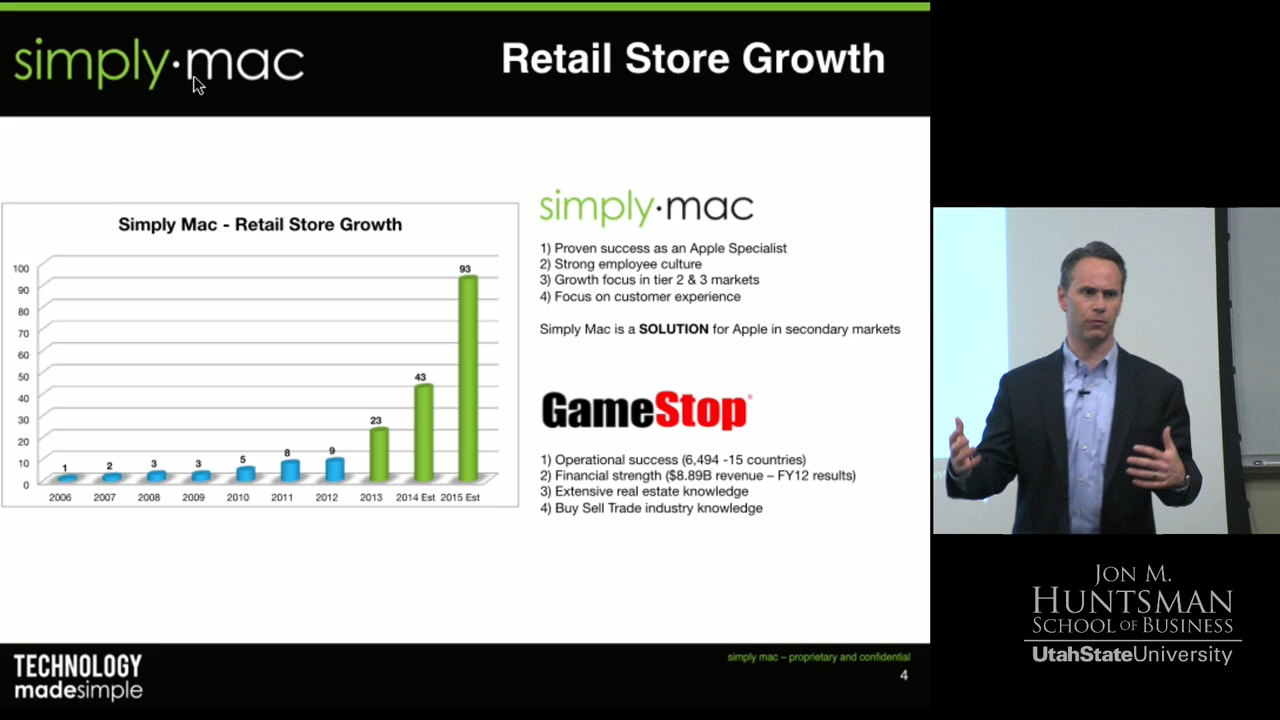 simply·mac
Retail Store Growth
Simply Mac - Retail Store Growth
100
90
80
70
60
50
40
30
20
10
0
1
2
3
3
5
8
9
23
43
93
2006
2007
2008
2009
2010
2011
2012
2013
2014 Est
2015 Est
simply·mac
1) Proven success as an Apple Specialist
2) Strong employee culture
3) Growth focus in tier 2 & 3 markets
4) Focus on customer experience
Simply Mac is a SOLUTION for Apple in secondary markets
GameStop
1) Operational success (6,494 -15 countries)
2) Financial strength ($8.89B revenue – FY12 results)
3) Extensive real estate knowledge
4) Buy Sell Trade industry knowledge
TECHNOLOGY
madesimple
simply mac – proprietary and confidential
4
JON M.
HUNTSMAN
SCHOOL OF BUSINESS
UtahStateUniversity